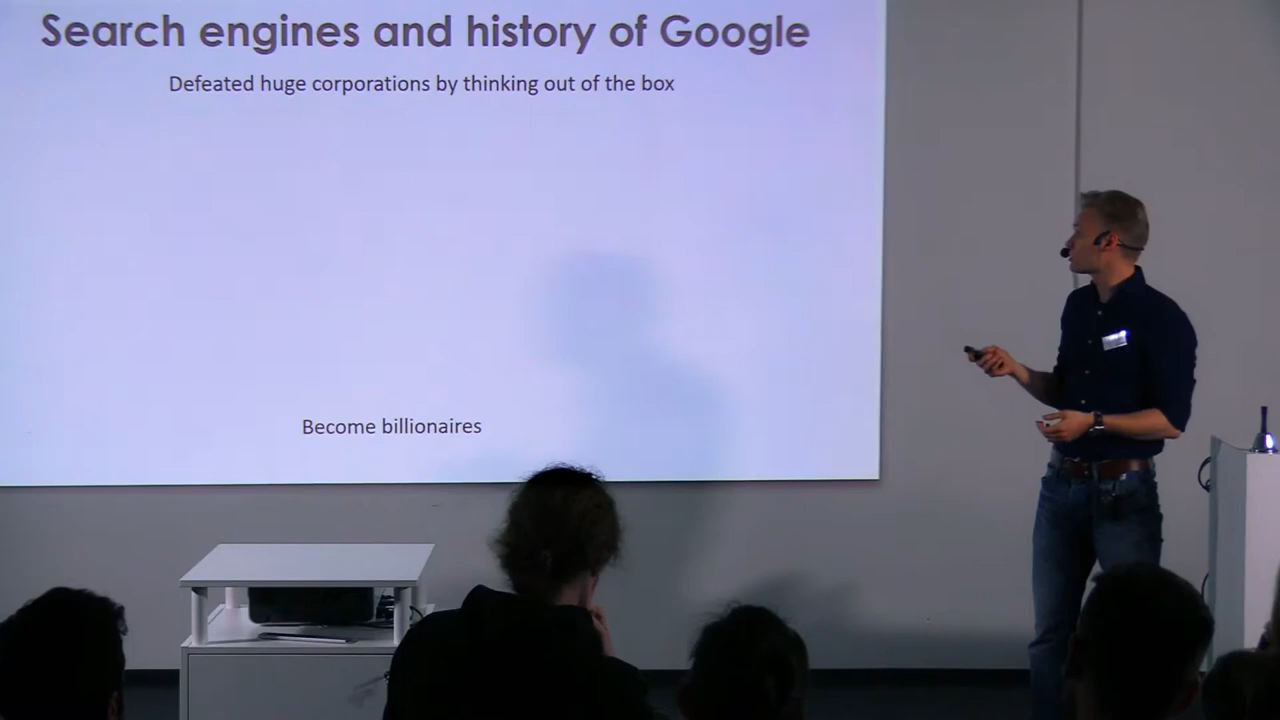 Search engines and history of Google
Defeated huge corporations by thinking out of the box
Become billionaires